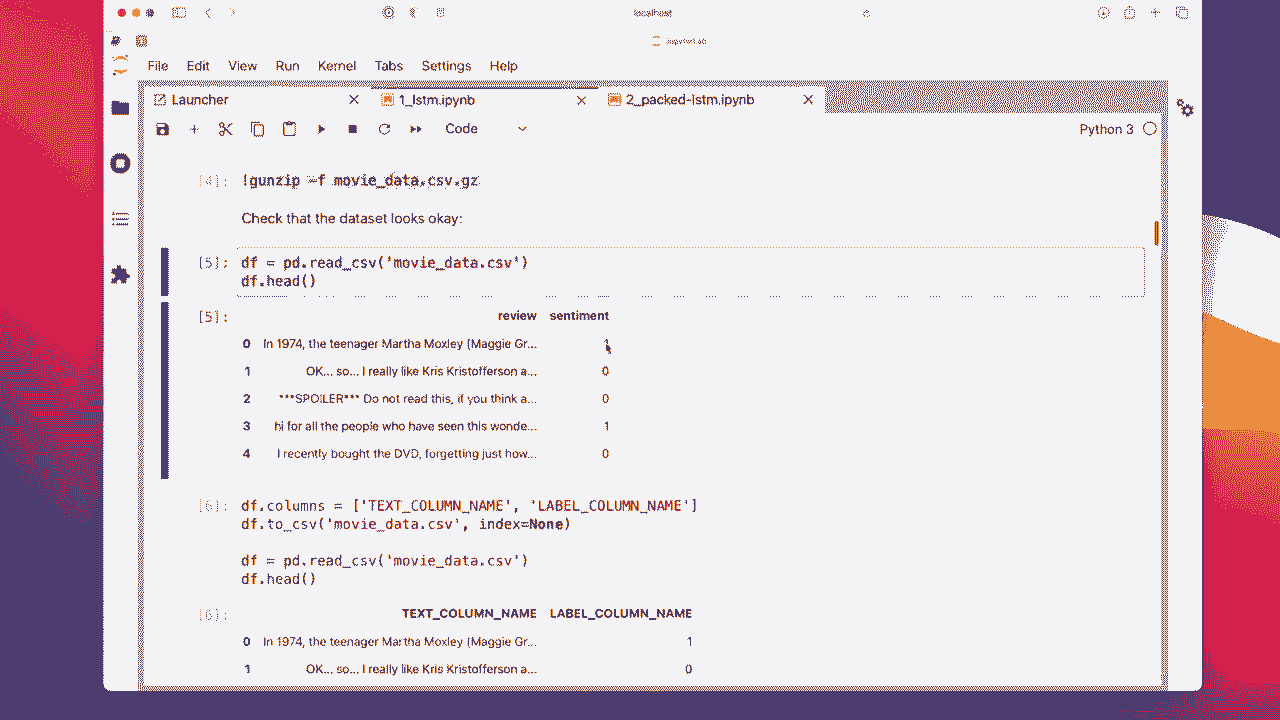 localhost
JupyterLab
File Edit View Run Kernel Tabs Settings Help
Launcher 1_lstm.ipynb 2_packed-lstm.ipynb
Code Python 3
[4]: !gunzip -f movie_data.csv.gz
Check that the dataset looks okay:
[5]: df = pd.read_csv('movie_data.csv')
df.head()
[5]: review sentiment
0 In 1974, the teenager Martha Moxley (Maggie Gr... 1
1 OK... so... I really like Kris Kristofferson a... 0
2 ***SPOILER*** Do not read this, if you think a... 0
3 hi for all the people who have seen this wonde... 1
4 I recently bought the DVD, forgetting just how... 0
[6]: df.columns = ['TEXT_COLUMN_NAME', 'LABEL_COLUMN_NAME']
df.to_csv('movie_data.csv', index=None)
df = pd.read_csv('movie_data.csv')
df.head()
[6]: TEXT_COLUMN_NAME LABEL_COLUMN_NAME
0 In 1974, the teenager Martha Moxley (Maggie Gr... 1
1 OK... so... I really like Kris Kristofferson a... 0